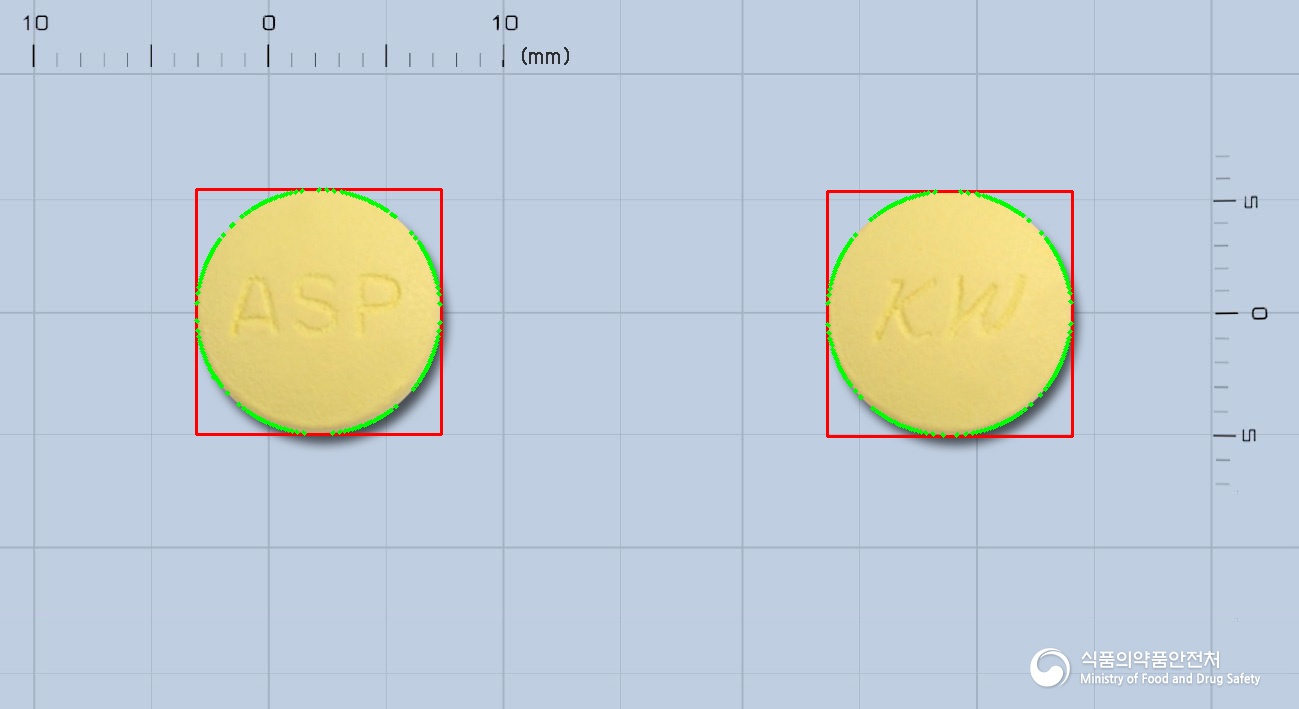 10 0 10
(mm)
ASP
KW
5
0
5
식품의약품안전처
Ministry of Food and Drug Safety